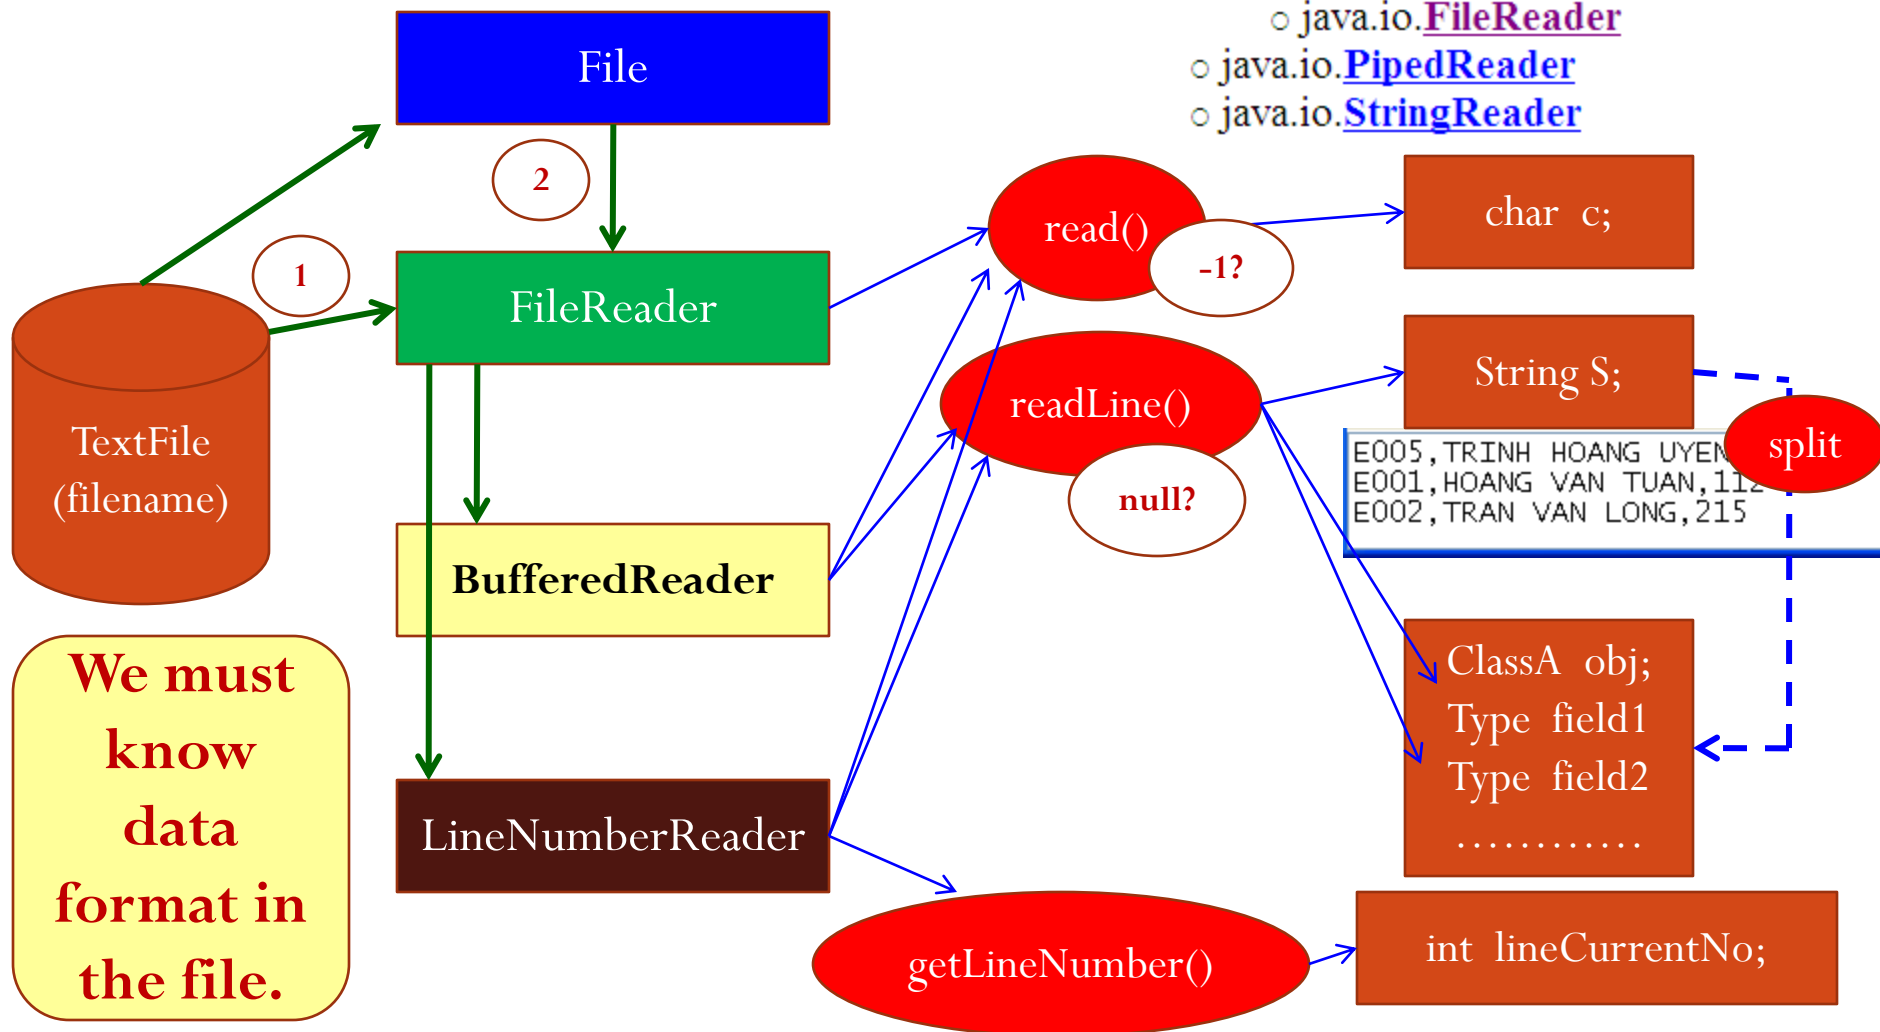 ○ java.io.FileReader
○ java.io.PipedReader
○ java.io.StringReader
File
2
1
FileReader
read()
-1?
char c;
TextFile
(filename)
readLine()
null?
String S;
split
E005,TRINH HOANG UYEN
E001,HOANG VAN TUAN,112
E002,TRAN VAN LONG,215
BufferedReader
We must
know
data
format in
the file.
ClassA obj;
Type field1
Type field2
............
LineNumberReader
getLineNumber()
int lineCurrentNo;